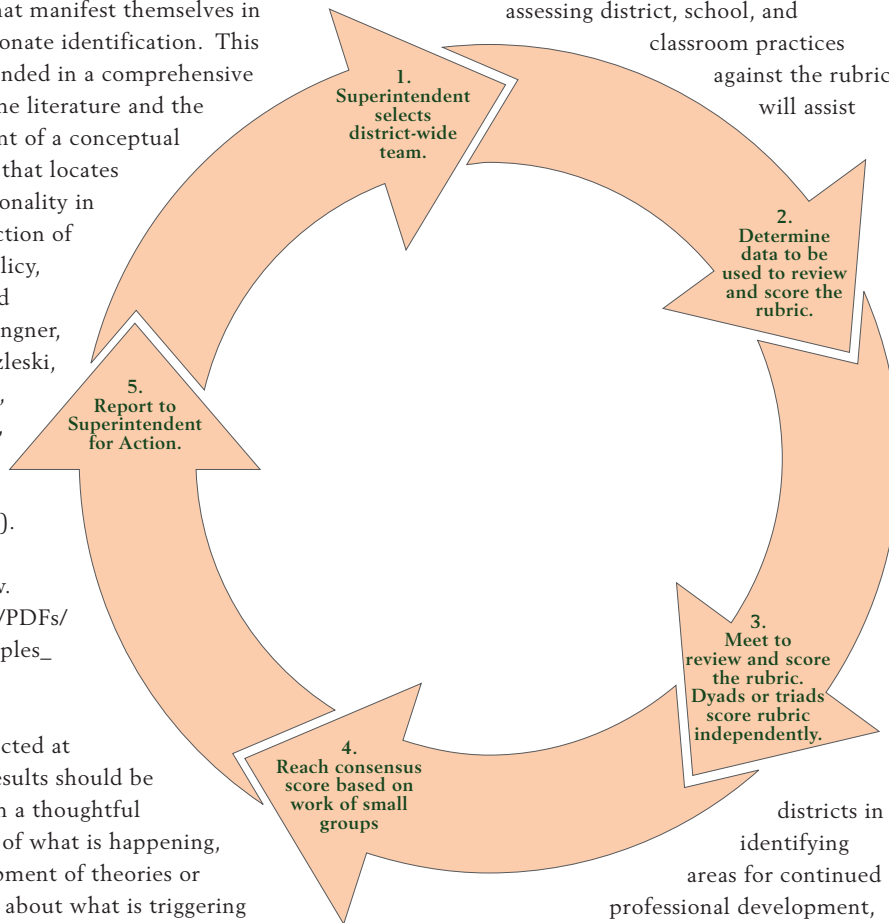 hat manifest themselves in
onate identification. This
nded in a comprehensive
ne literature and the
nt of a conceptual
that locates
onality in
ction of
licy,
d
ngner,
zleski,
,
,
).
w.
/PDFs/
ples_
cted at
esults should be
n a thoughtful
of what is happening,
pment of theories or
about what is triggering
1.
Superintendent
selects
district-wide
team.
2.
Determine
data to be
used to review
and score the
rubric.
3.
Meet to
review and score
the rubric.
Dyads or triads
score rubric
independently.
4.
Reach consensus
score based on
work of small
groups
5.
Report to
Superintendent
for Action.
assessing district, school, and
classroom practices
against the rubric
will assist
districts in
identifying
areas for continued
professional development,